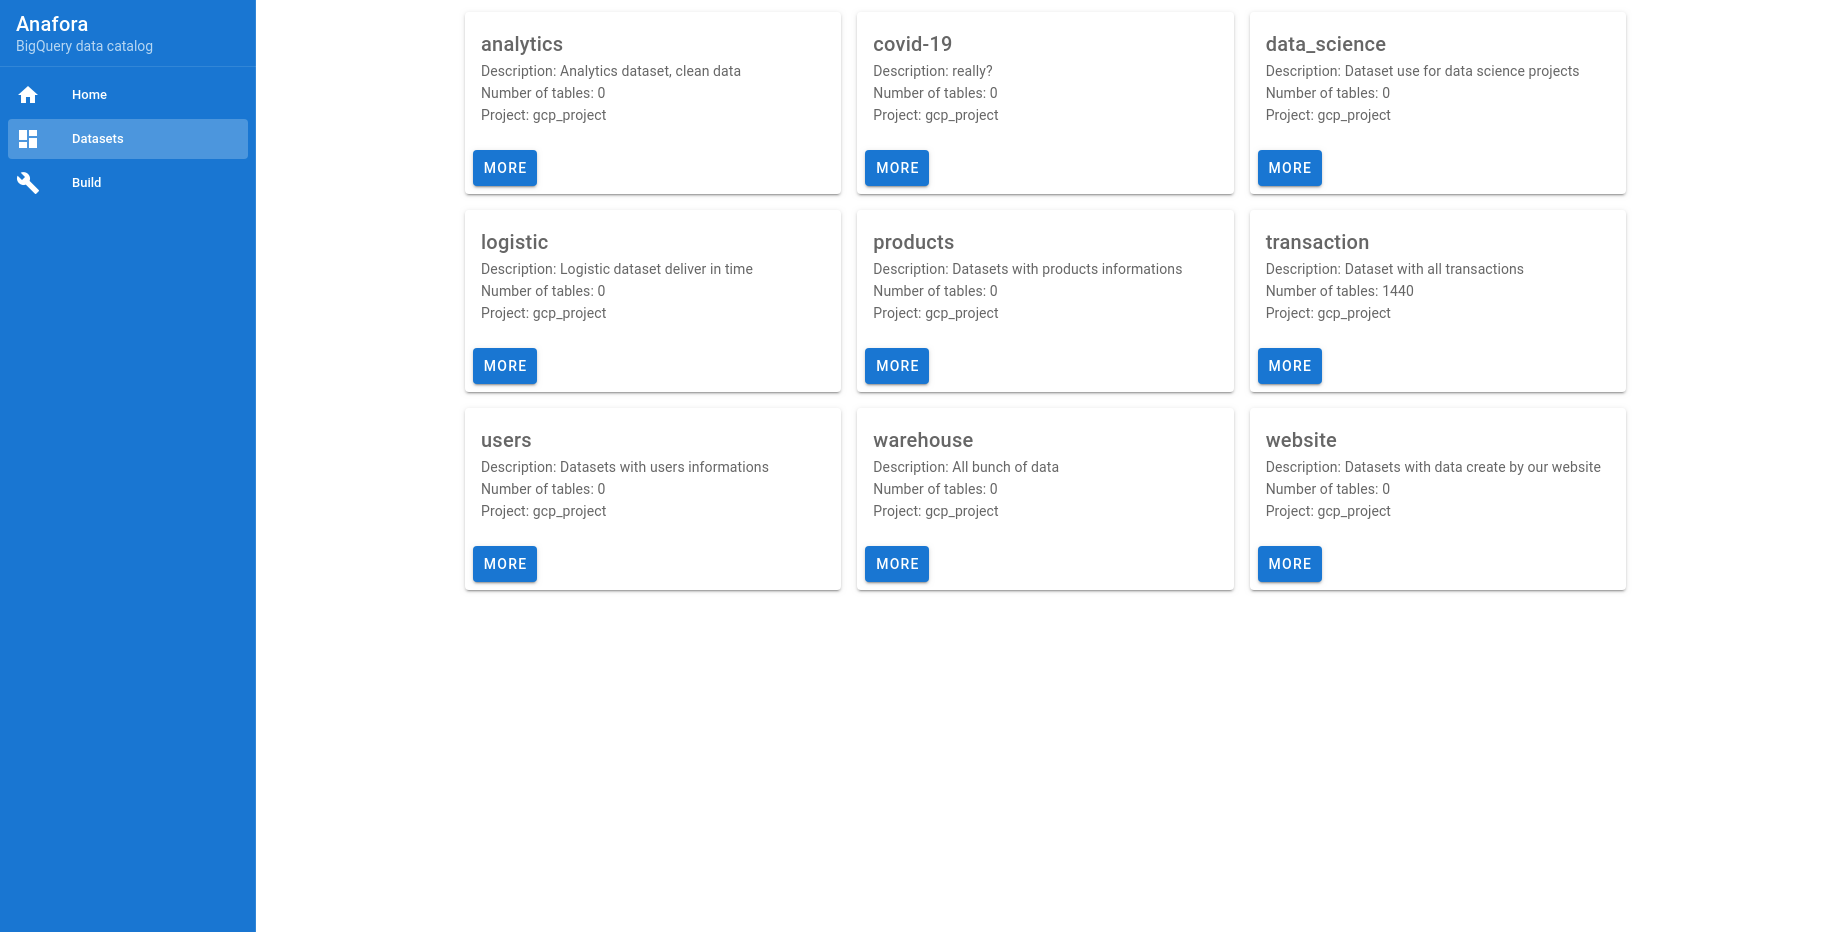 Anafora
BigQuery data catalog
Home
Datasets
Build
analytics
Description: Analytics dataset, clean data
Number of tables: 0
Project: gcp_project
MORE
covid-19
Description: really?
Number of tables: 0
Project: gcp_project
MORE
data_science
Description: Dataset use for data science projects
Number of tables: 0
Project: gcp_project
MORE
logistic
Description: Logistic dataset deliver in time
Number of tables: 0
Project: gcp_project
MORE
products
Description: Datasets with products informations
Number of tables: 0
Project: gcp_project
MORE
transaction
Description: Dataset with all transactions
Number of tables: 1440
Project: gcp_project
MORE
users
Description: Datasets with users informations
Number of tables: 0
Project: gcp_project
MORE
warehouse
Description: All bunch of data
Number of tables: 0
Project: gcp_project
MORE
website
Description: Datasets with data create by our website
Number of tables: 0
Project: gcp_project
MORE